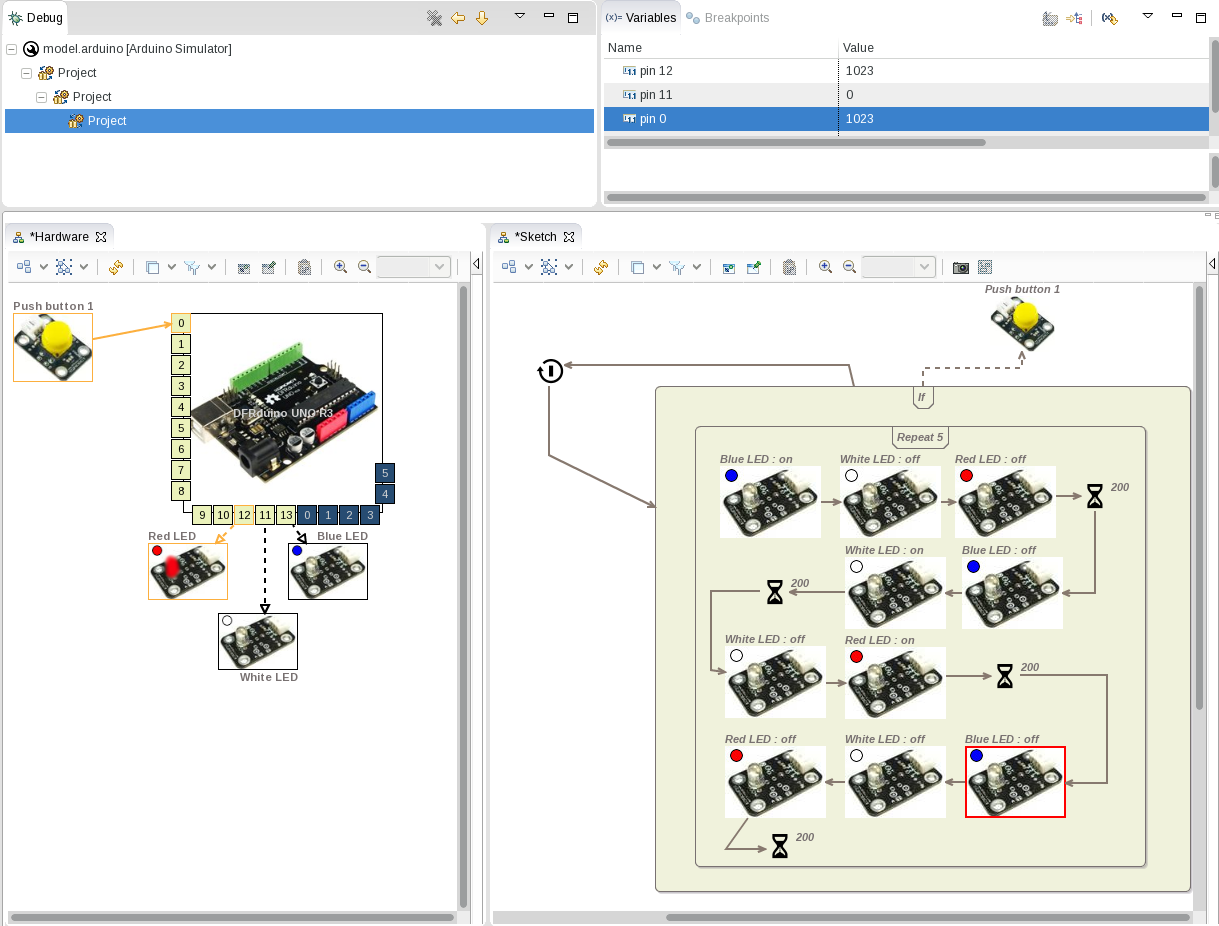 Debug
model.arduino [Arduino Simulator]
Project
Project
Project
(x)= Variables
Breakpoints
Name Value
pin 12 1023
pin 11 0
pin 0 1023
*Hardware
Push button 1
0
1
2
3
4
5
6
7
8
DFRduino UNO R3
5
4
9 10 12 11 13 0 1 2 3
Red LED
Blue LED
White LED
*Sketch
Push button 1
If
Repeat 5
Blue LED : on
White LED : off
Red LED : off
200
White LED : on
Blue LED : off
200
White LED : off
Red LED : on
200
Red LED : off
White LED : off
Blue LED : off
200